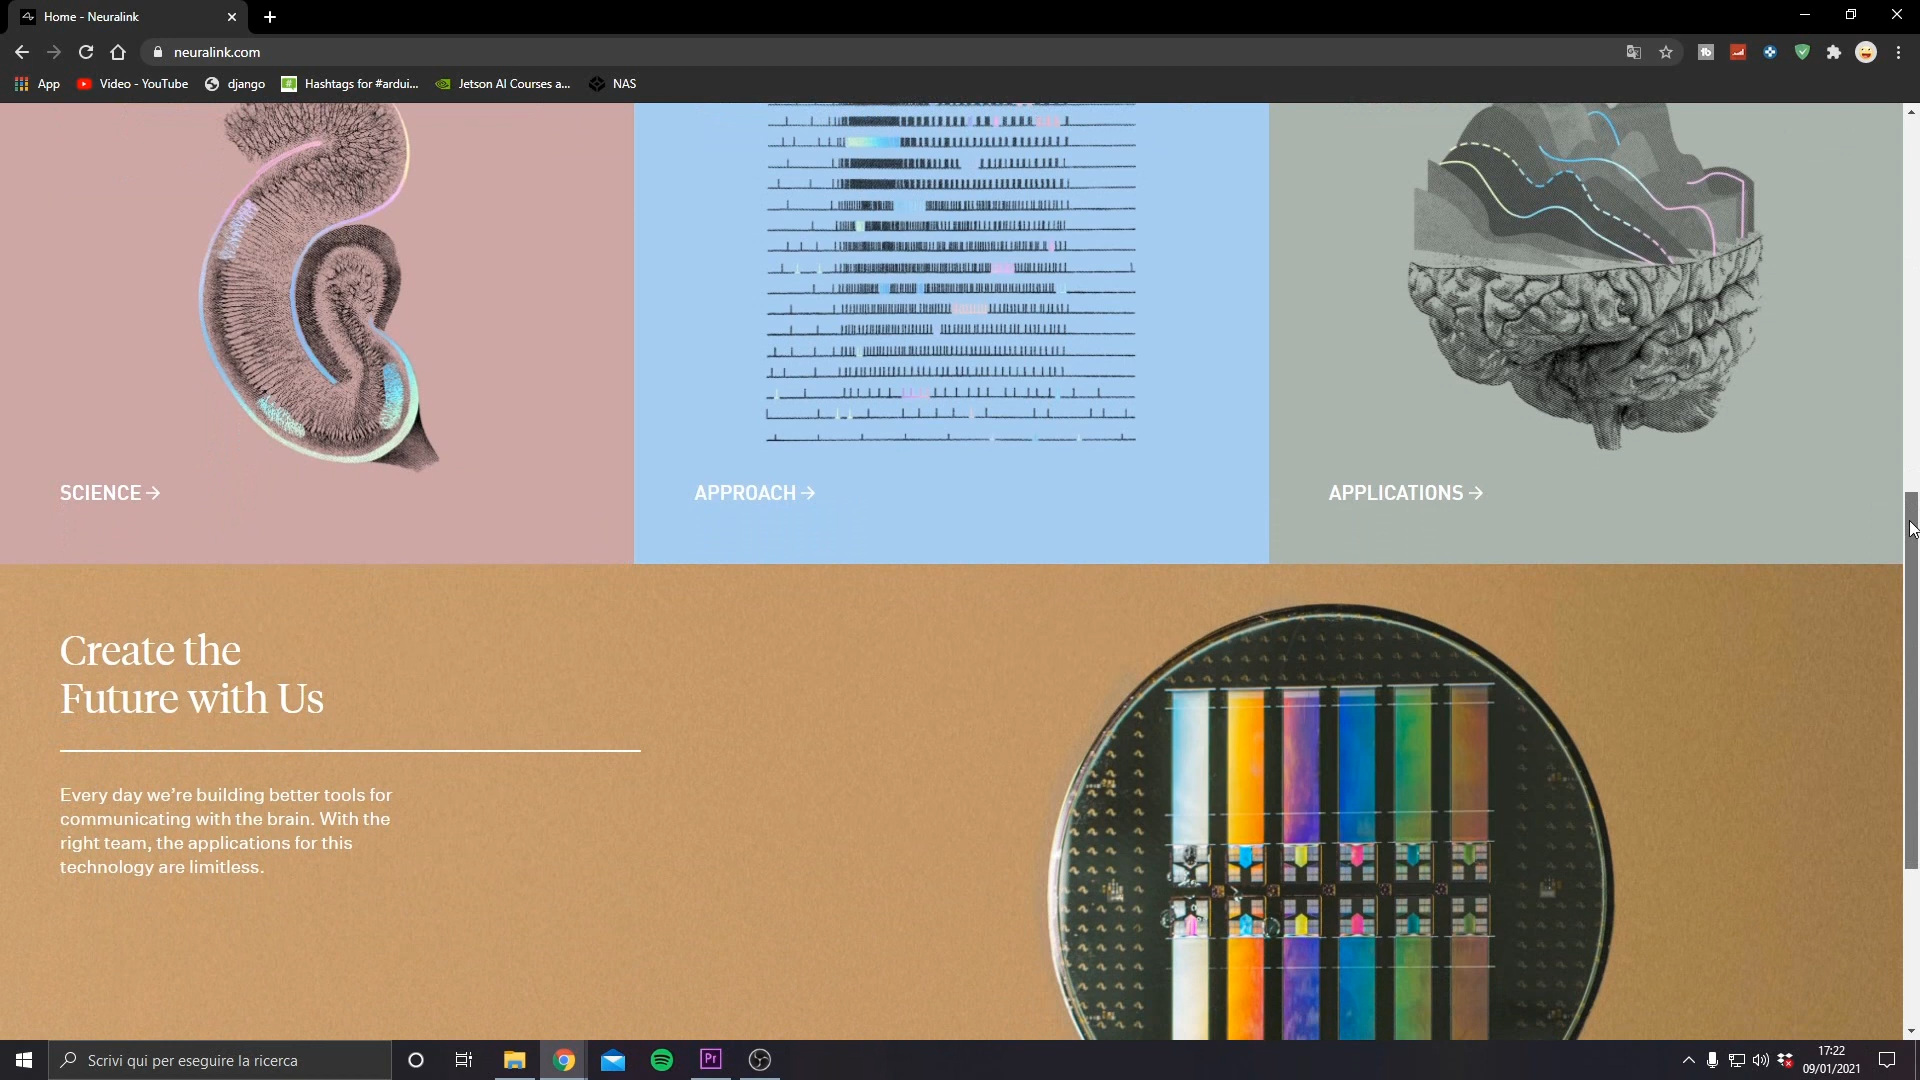 Home - Neuralink
neuralink.com
App
Video - YouTube
django
Hashtags for #ardui...
Jetson AI Courses a...
NAS
SCIENCE →
APPROACH →
APPLICATIONS →
Create the
Future with Us
Every day we’re building better tools for
communicating with the brain. With the
right team, the applications for this
technology are limitless.
Scrivi qui per eseguire la ricerca
Pr
17:22
09/01/2021